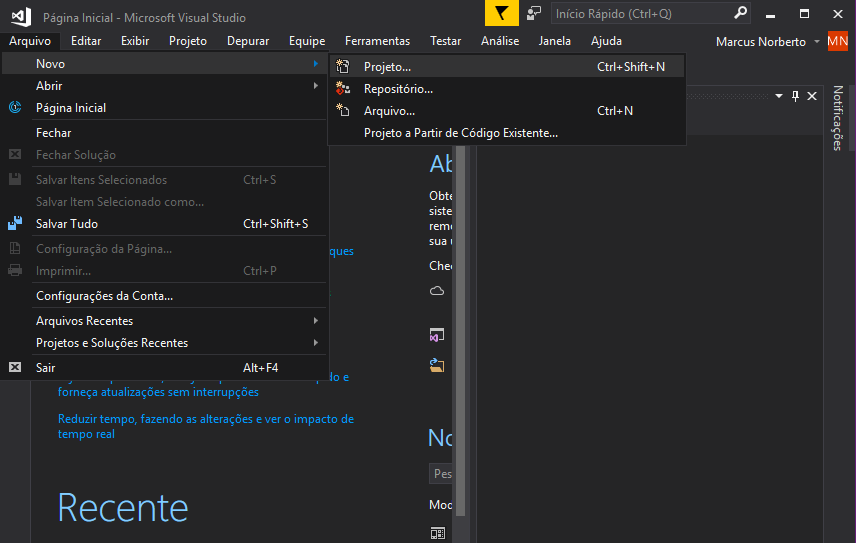 Página Inicial - Microsoft Visual Studio
Início Rápido (Ctrl+Q)
Arquivo Editar Exibir Projeto Depurar Equipe Ferramentas Testar Análise Janela Ajuda Marcus Norberto MN
Novo
Projeto... Ctrl+Shift+N
Abrir
Repositório...
Página Inicial
Arquivo... Ctrl+N
Fechar
Projeto a Partir de Código Existente...
Fechar Solução
Salvar Itens Selecionados Ctrl+S
Salvar Item Selecionado como...
Salvar Tudo Ctrl+Shift+S
Configuração da Página...
Imprimir... Ctrl+P
Configurações da Conta...
Arquivos Recentes
Projetos e Soluções Recentes
Sair Alt+F4
Notificações
Ab
Obte
siste
remo
sua
Chec
ques
do e
forneça atualizações sem interrupções
Reduzir tempo, fazendo as alterações e ver o impacto de
tempo real
Recente
No
Pes
Mod